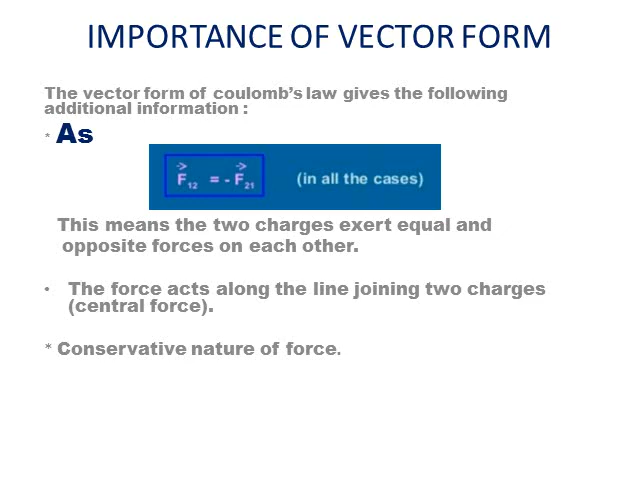 IMPORTANCE OF VECTOR FORM
The vector form of coulomb’s law gives the following
additional information :
* As
F⃗12 = - F⃗21 (in all the cases)
This means the two charges exert equal and
opposite forces on each other.
• The force acts along the line joining two charges
(central force).
* Conservative nature of force.